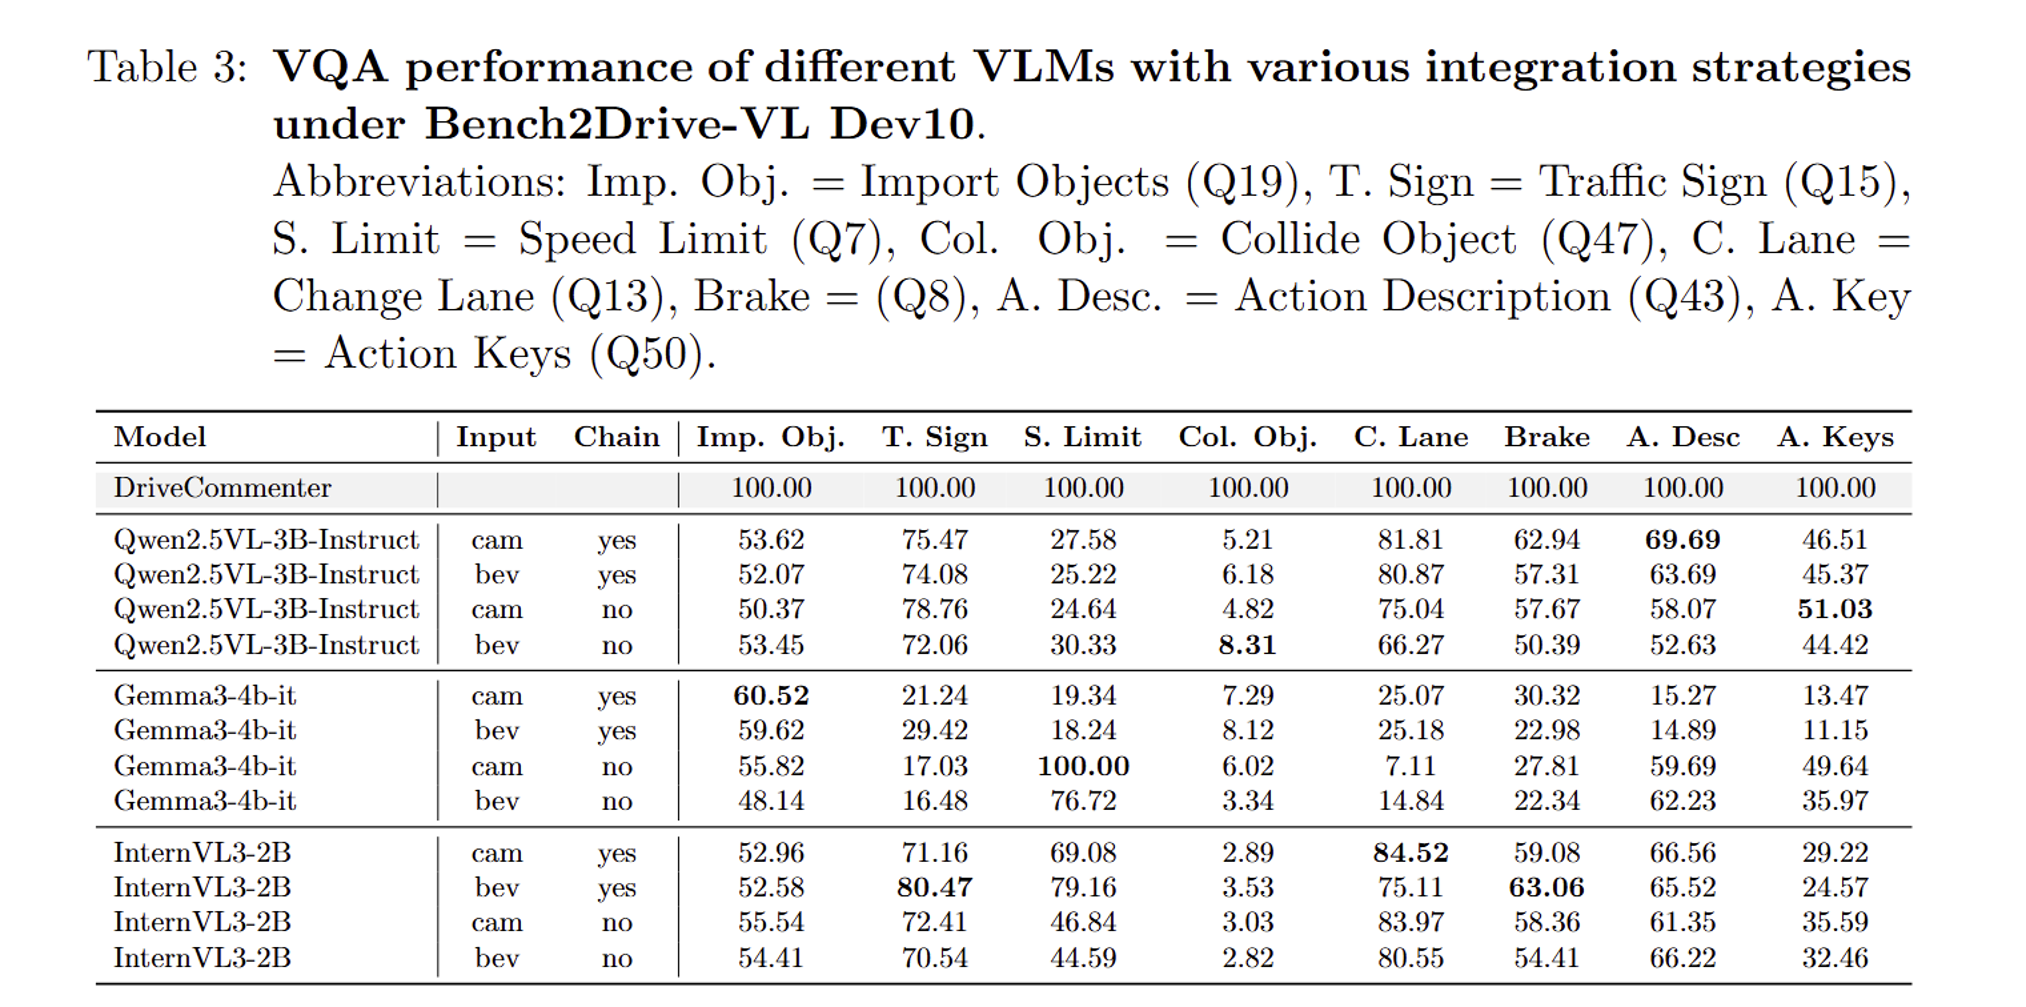 Table 3: VQA performance of different VLMs with various integration strategies
under Bench2Drive-VL Dev10.
Abbreviations: Imp. Obj. = Import Objects (Q19), T. Sign = Traffic Sign (Q15),
S. Limit = Speed Limit (Q7), Col. Obj. = Collide Object (Q47), C. Lane =
Change Lane (Q13), Brake = (Q8), A. Desc. = Action Description (Q43), A. Key
= Action Keys (Q50).
Model Input Chain Imp. Obj. T. Sign S. Limit Col. Obj. C. Lane Brake A. Desc A. Keys
DriveCommenter 100.00 100.00 100.00 100.00 100.00 100.00 100.00 100.00
Qwen2.5VL-3B-Instruct cam yes 53.62 75.47 27.58 5.21 81.81 62.94 69.69 46.51
Qwen2.5VL-3B-Instruct bev yes 52.07 74.08 25.22 6.18 80.87 57.31 63.69 45.37
Qwen2.5VL-3B-Instruct cam no 50.37 78.76 24.64 4.82 75.04 57.67 58.07 51.03
Qwen2.5VL-3B-Instruct bev no 53.45 72.06 30.33 8.31 66.27 50.39 52.63 44.42
Gemma3-4b-it cam yes 60.52 21.24 19.34 7.29 25.07 30.32 15.27 13.47
Gemma3-4b-it bev yes 59.62 29.42 18.24 8.12 25.18 22.98 14.89 11.15
Gemma3-4b-it cam no 55.82 17.03 100.00 6.02 7.11 27.81 59.69 49.64
Gemma3-4b-it bev no 48.14 16.48 76.72 3.34 14.84 22.34 62.23 35.97
InternVL3-2B cam yes 52.96 71.16 69.08 2.89 84.52 59.08 66.56 29.22
InternVL3-2B bev yes 52.58 80.47 79.16 3.53 75.11 63.06 65.52 24.57
InternVL3-2B cam no 55.54 72.41 46.84 3.03 83.97 58.36 61.35 35.59
InternVL3-2B bev no 54.41 70.54 44.59 2.82 80.55 54.41 66.22 32.46